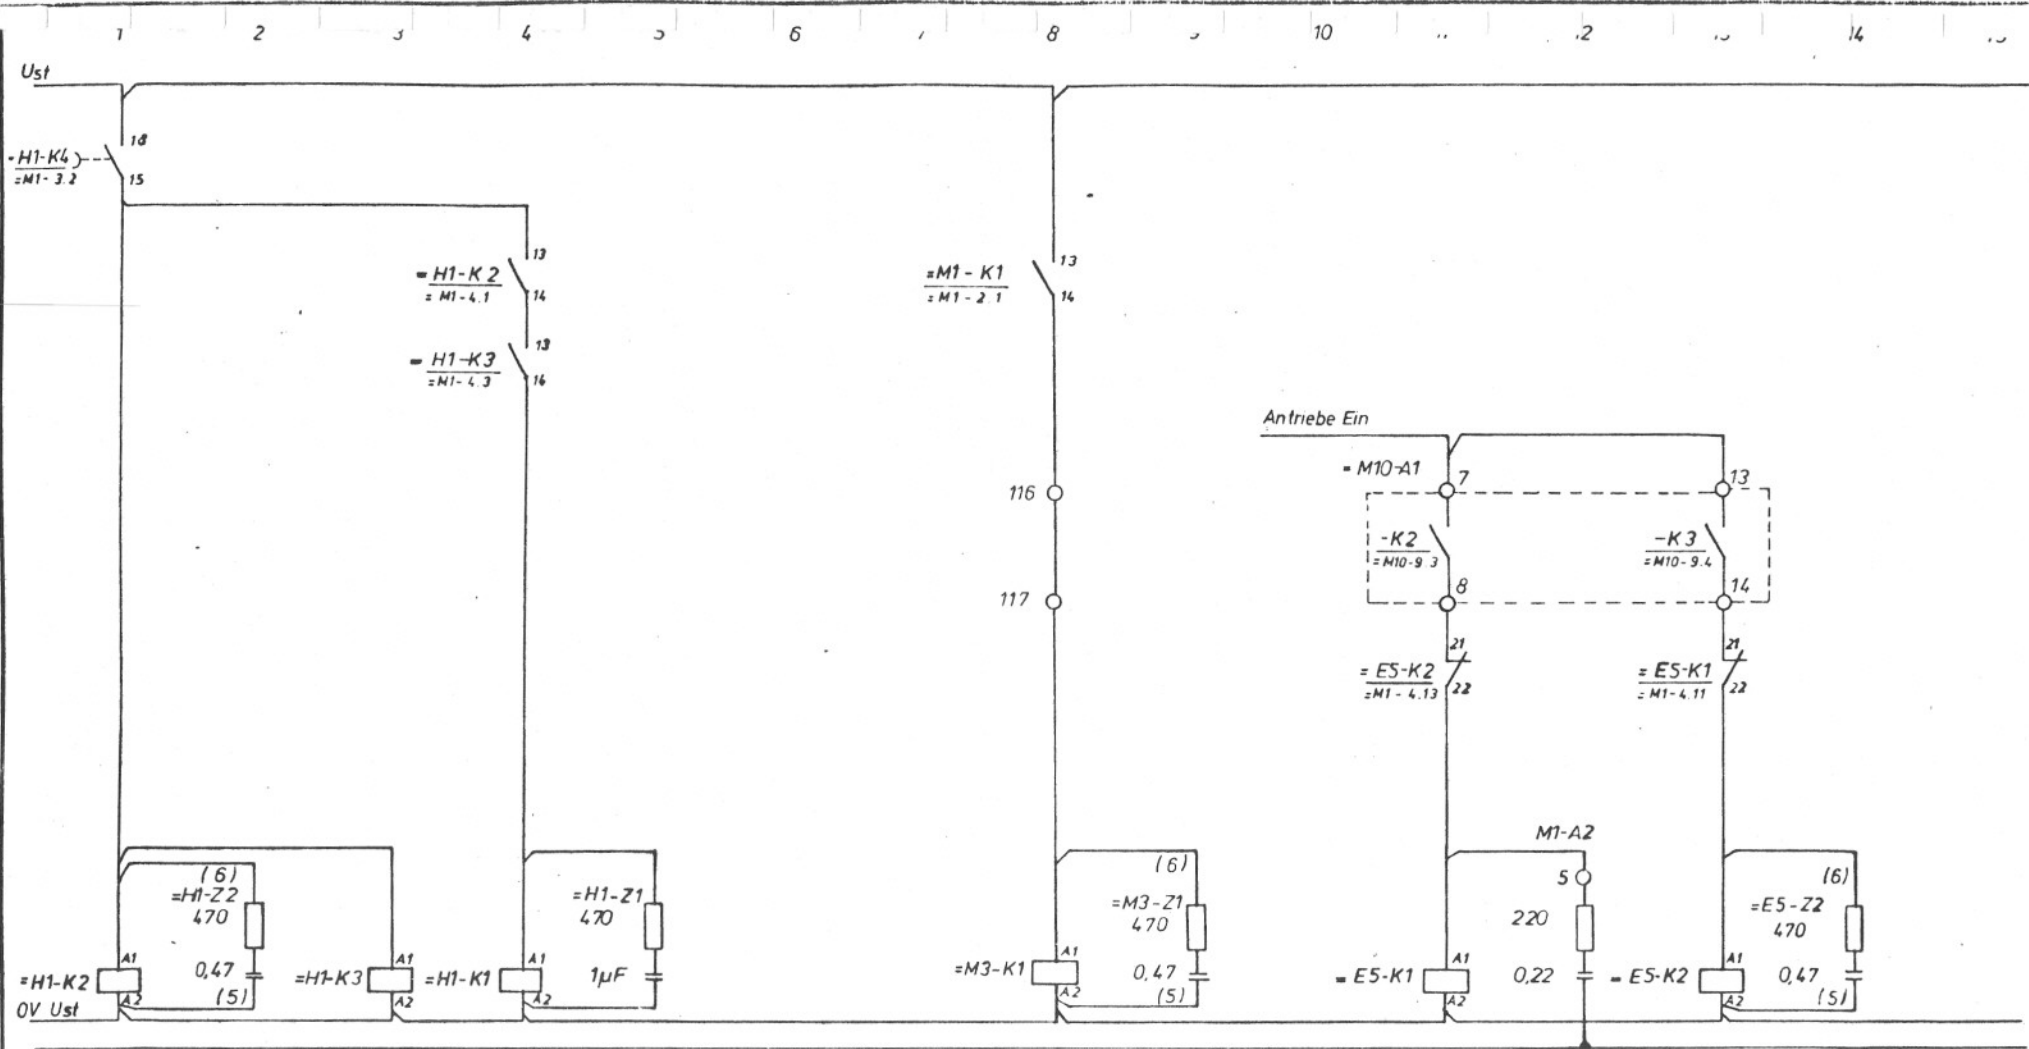 1 2 3 4 5 6 8 10 12 14
Ust
18
=H1-K4
=M1-3.2
15
13
=H1-K2
=M1-4.1
14
=M1-K1
=M1-2.1
13
14
13
=H1-K3
=M1-4.3
14
Antriebe Ein
=M10-A1
7
13
116
-K2
=M10-9.3
-K3
=M10-9.4
8
14
117
21
=E5-K2
=M1-4.13
22
21
=E5-K1
=M1-4.11
22
M1-A2
(6)
=H1-Z2
470
=H1-Z1
470
(6)
=M3-Z1
470
5
220
(6)
=E5-Z2
470
A1
=H1-K2
0,47
(5)
A2
A1
=H1-K3
A2
A1
=H1-K1
A2
1µF
A1
=M3-K1
A2
0,47
(5)
A1
=E5-K1
A2
0,22
A1
=E5-K2
A2
0,47
(5)
0V Ust